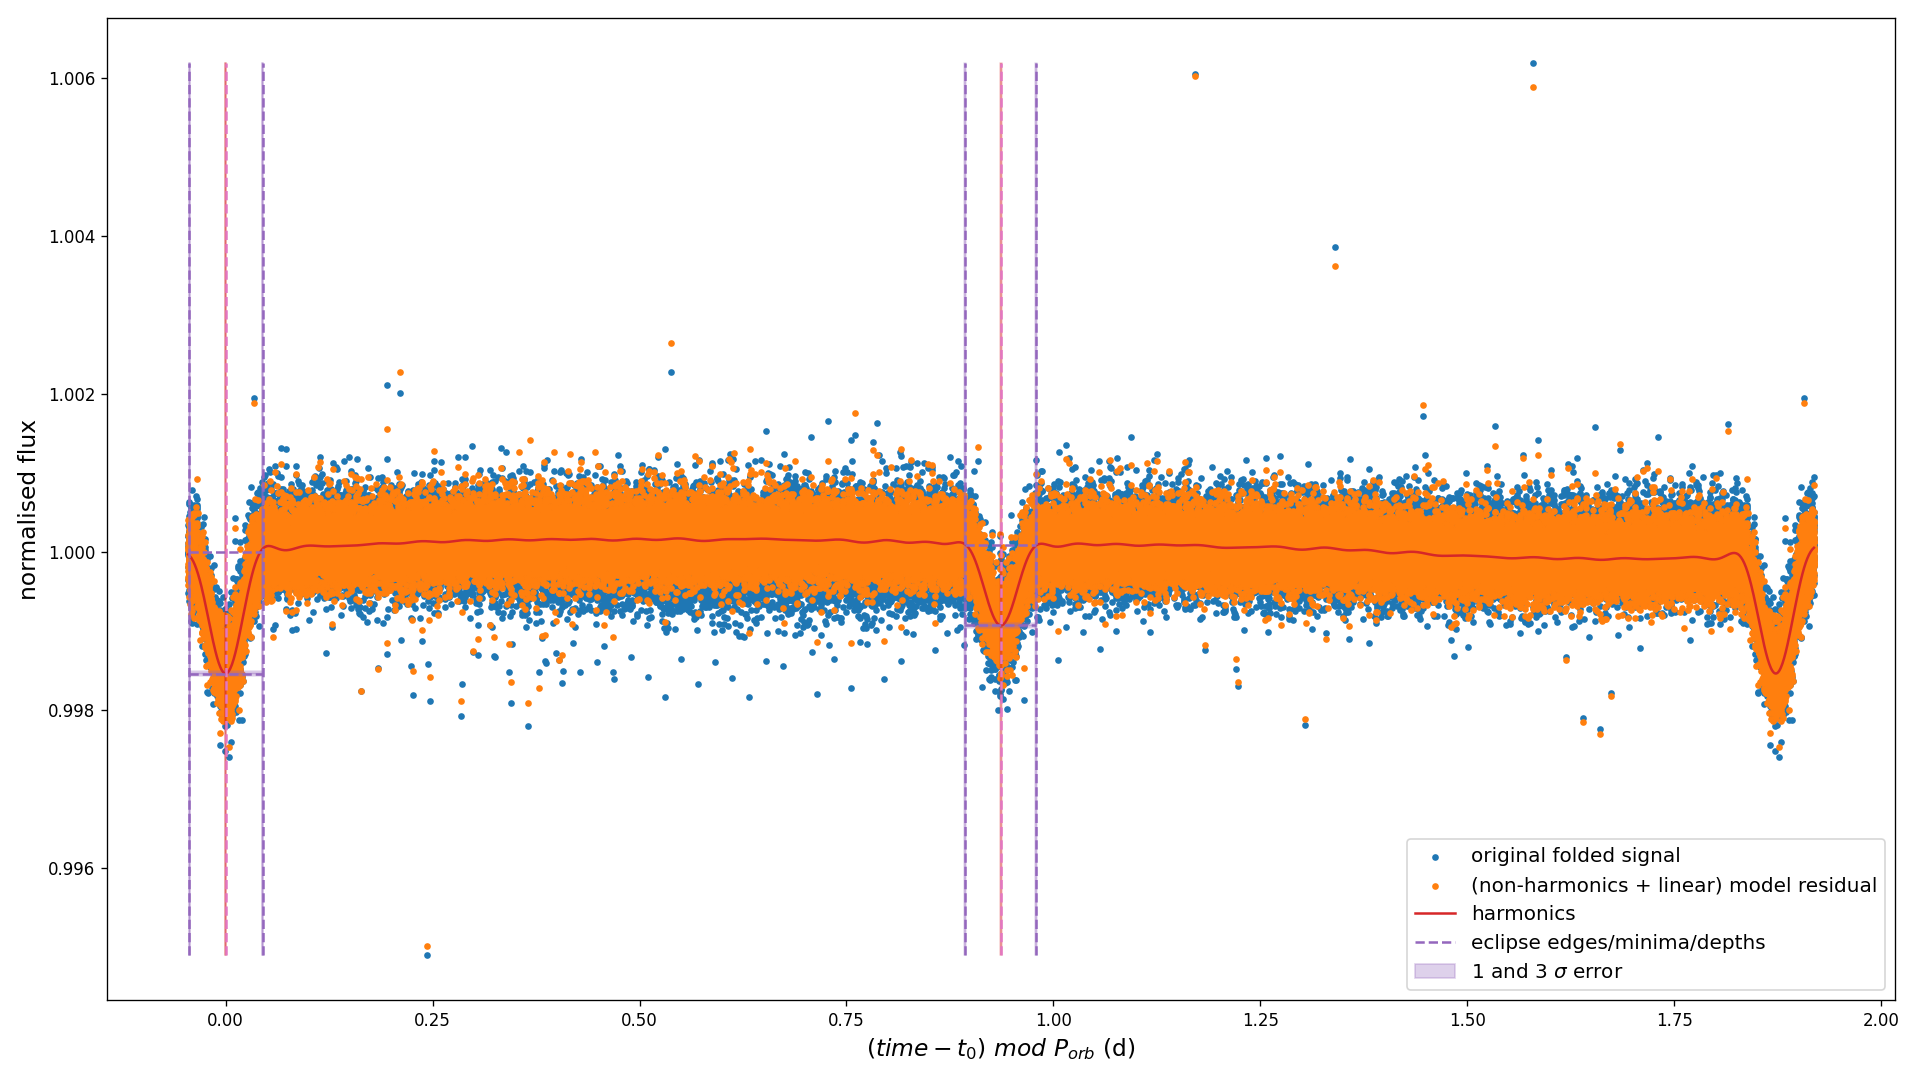 normalised flux
1.006
1.004
1.002
1.000
0.998
0.996
0.00 0.25 0.50 0.75 1.00 1.25 1.50 1.75 2.00
(time − t₀) mod Pₒᵣb (d)
original folded signal
(non-harmonics + linear) model residual
harmonics
eclipse edges/minima/depths
1 and 3 σ error